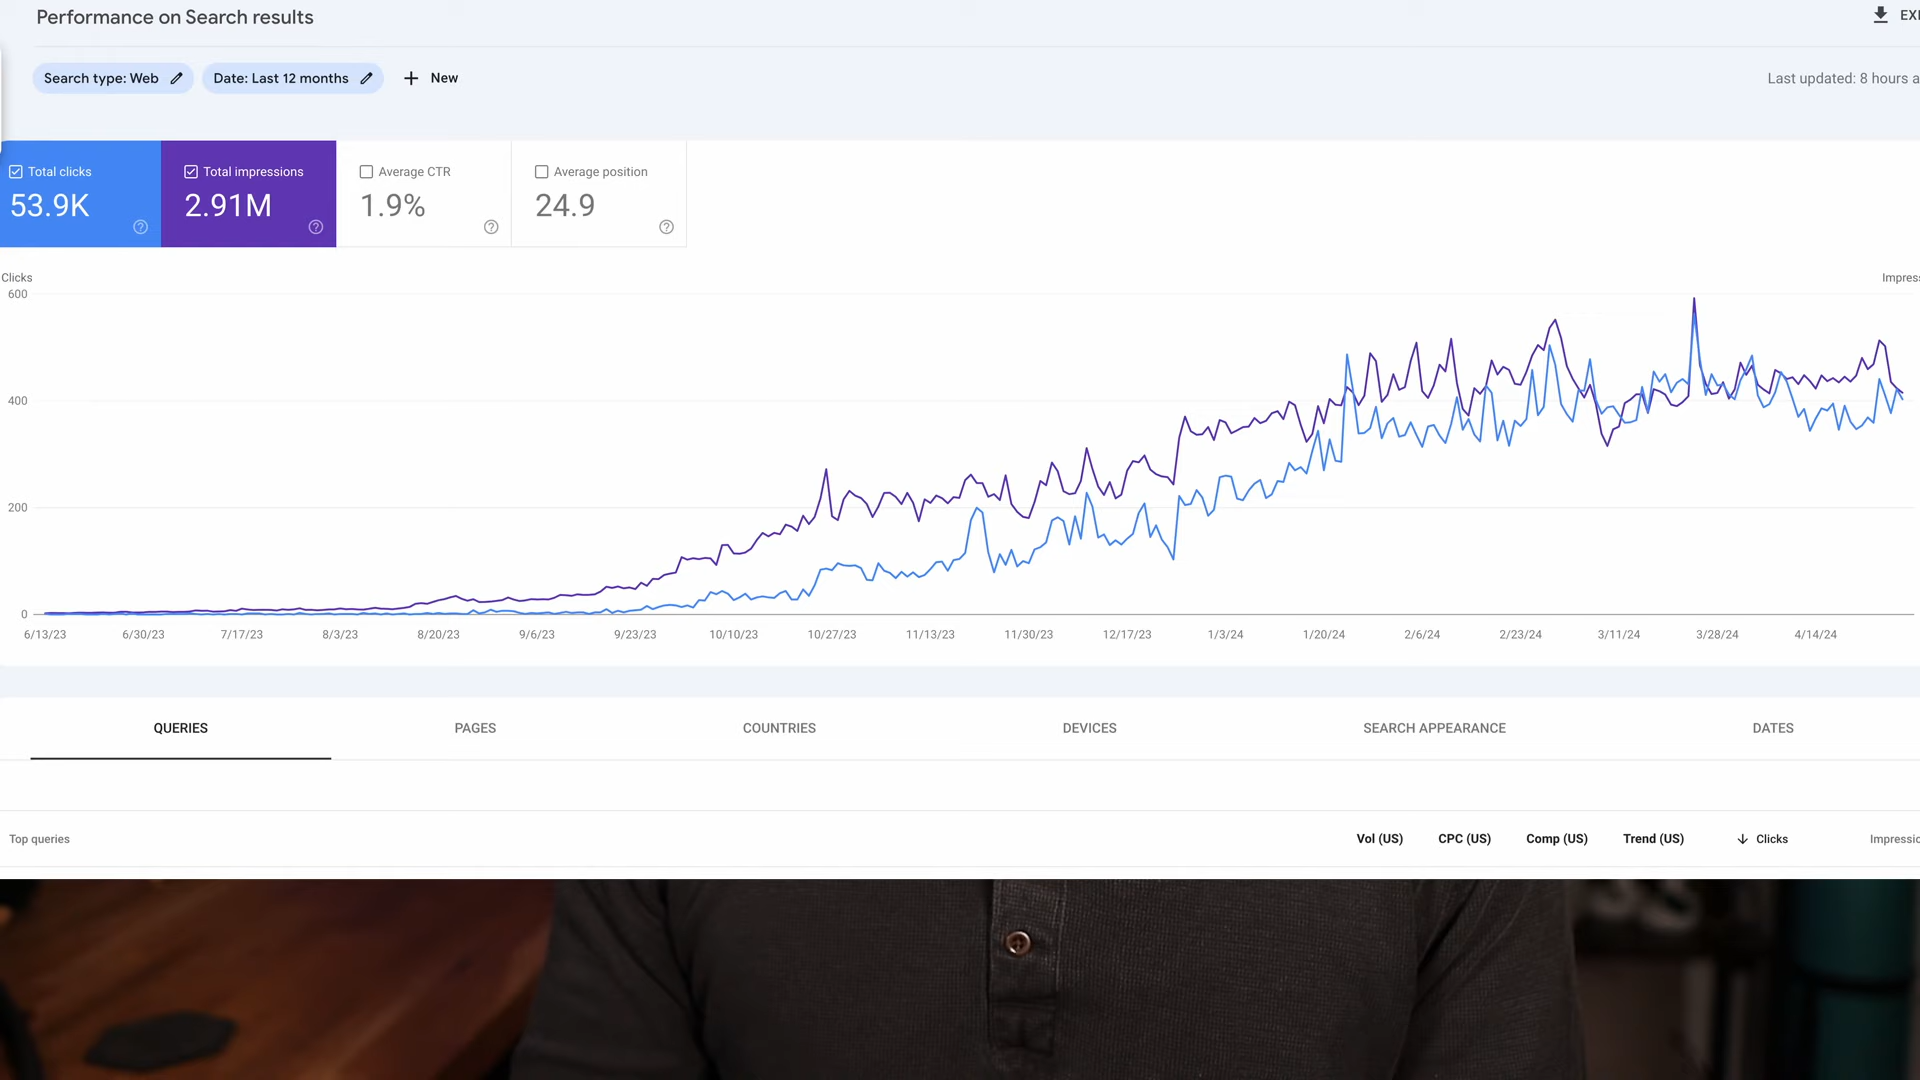 Performance on Search results
Search type: Web
Date: Last 12 months
New
Last updated: 8 hours a
Total clicks
53.9K
Total impressions
2.91M
Average CTR
1.9%
Average position
24.9
Clicks
Impress
600
400
200
0
6/13/23 6/30/23 7/17/23 8/3/23 8/20/23 9/6/23 9/23/23 10/10/23 10/27/23 11/13/23 11/30/23 12/17/23 1/3/24 1/20/24 2/6/24 2/23/24 3/11/24 3/28/24 4/14/24
QUERIES PAGES COUNTRIES DEVICES SEARCH APPEARANCE DATES
Top queries Vol (US) CPC (US) Comp (US) Trend (US) Clicks Impressio